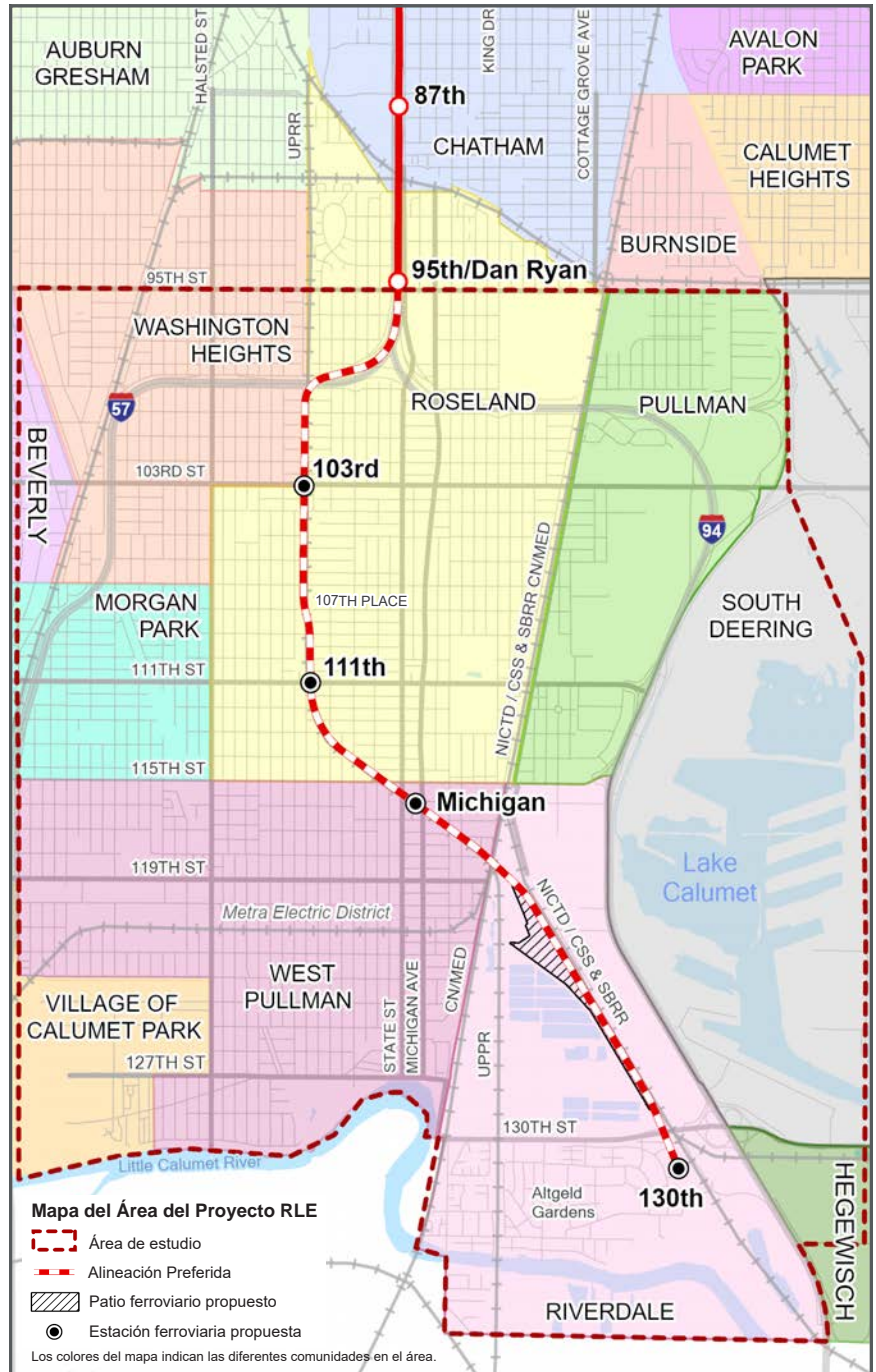 AUBURN
GRESHAM
HALSTED ST
UPRR
87th
KING DR
CHATHAM
COTTAGE GROVE AVE
AVALON
PARK
CALUMET
HEIGHTS
BURNSIDE
95TH ST
95th/Dan Ryan
WASHINGTON
HEIGHTS
57
BEVERLY
ROSELAND
PULLMAN
103RD ST
103rd
94
NICTD / CSS & SBRR CN/MED
MORGAN
PARK
107TH PLACE
SOUTH
DEERING
111TH ST
111th
115TH ST
Michigan
119TH ST
Metra Electric District
Lake
Calumet
NICTD / CSS & SBRR
WEST
PULLMAN
STATE ST
MICHIGAN AVE
CN/MED
UPPR
VILLAGE OF
CALUMET PARK
127TH ST
130TH ST
Little Calumet River
130th
Altgeld
Gardens
HEGEWISCH
RIVERDALE
Mapa del Área del Proyecto RLE
Área de estudio
Alineación Preferida
Patio ferroviario propuesto
Estación ferroviaria propuesta
Los colores del mapa indican las diferentes comunidades en el área.